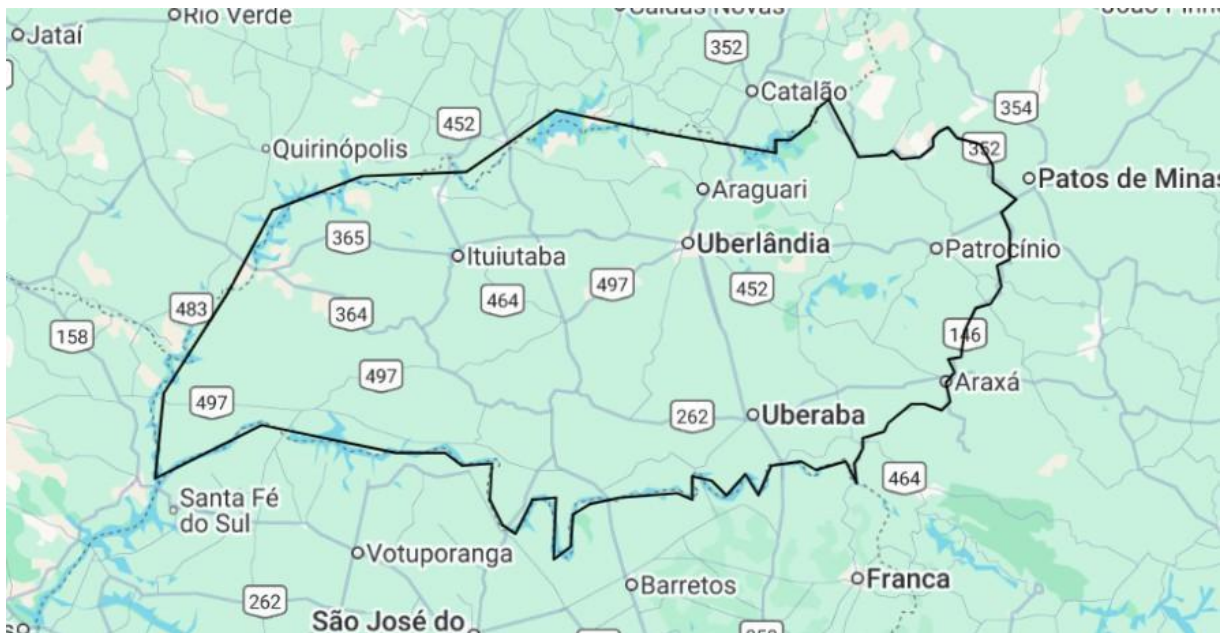 Rio Verde
Caldas Novas
Jataí
352
Catalão
354
452
Quirinópolis
352
Patos de Minas
Araguari
365
Ituiutaba
Uberlândia
Patrocínio
497
452
464
483
364
158
146
497
Araxá
497
262
Uberaba
464
Santa Fé
do Sul
Votuporanga
Barretos
Franca
262
São José do